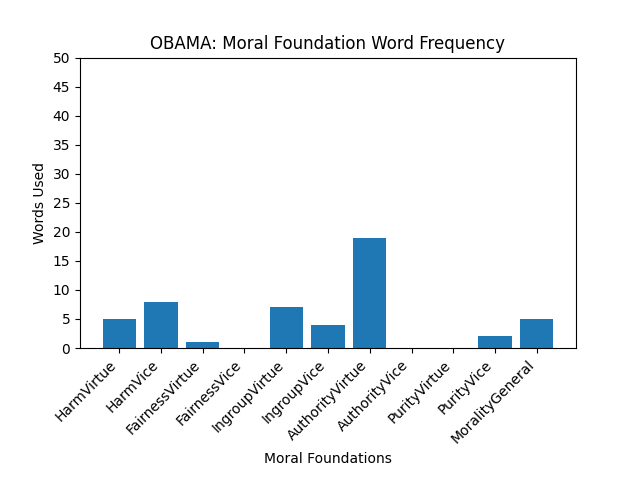 OBAMA: Moral Foundation Word Frequency
50
45
40
35
30
25
20
15
10
5
0
Words Used
HarmVirtue
HarmVice
FairnessVirtue
FairnessVice
IngroupVirtue
IngroupVice
AuthorityVirtue
AuthorityVice
PurityVirtue
PurityVice
MoralityGeneral
Moral Foundations